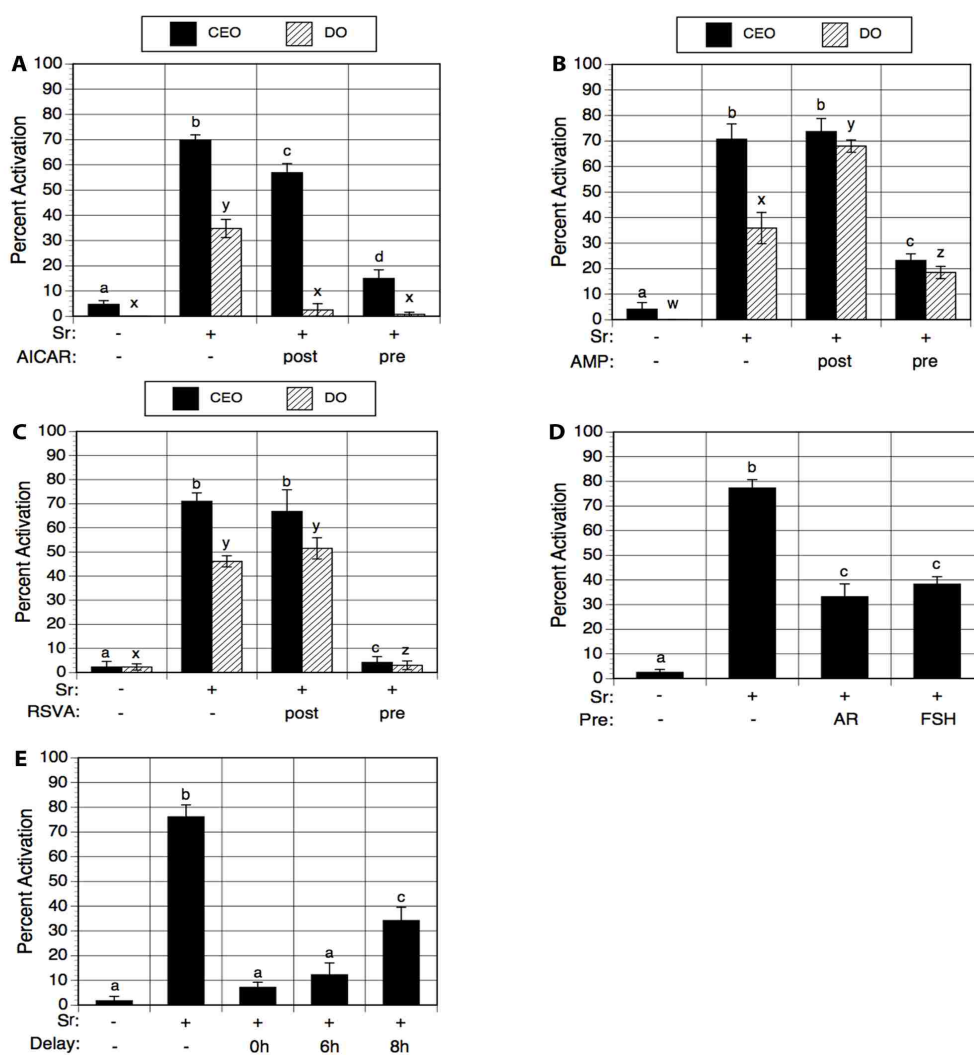 CEO DO
A
100
90
80
70
60
50
40
30
20
10
0
Percent Activation
a x b y c x d x
Sr: - + + +
AICAR: - - post pre
CEO DO
B
100
90
80
70
60
50
40
30
20
10
0
Percent Activation
a w b x b y c z
Sr: - + + +
AMP: - - post pre
CEO DO
C
100
90
80
70
60
50
40
30
20
10
0
Percent Activation
a x b y b y c z
Sr: - + + +
RSVA: - - post pre
D
100
90
80
70
60
50
40
30
20
10
0
Percent Activation
a b c c
Sr: - + + +
Pre: - - AR FSH
E
100
90
80
70
60
50
40
30
20
10
0
Percent Activation
a b a a c
Sr: - + + + +
Delay: - - 0h 6h 8h